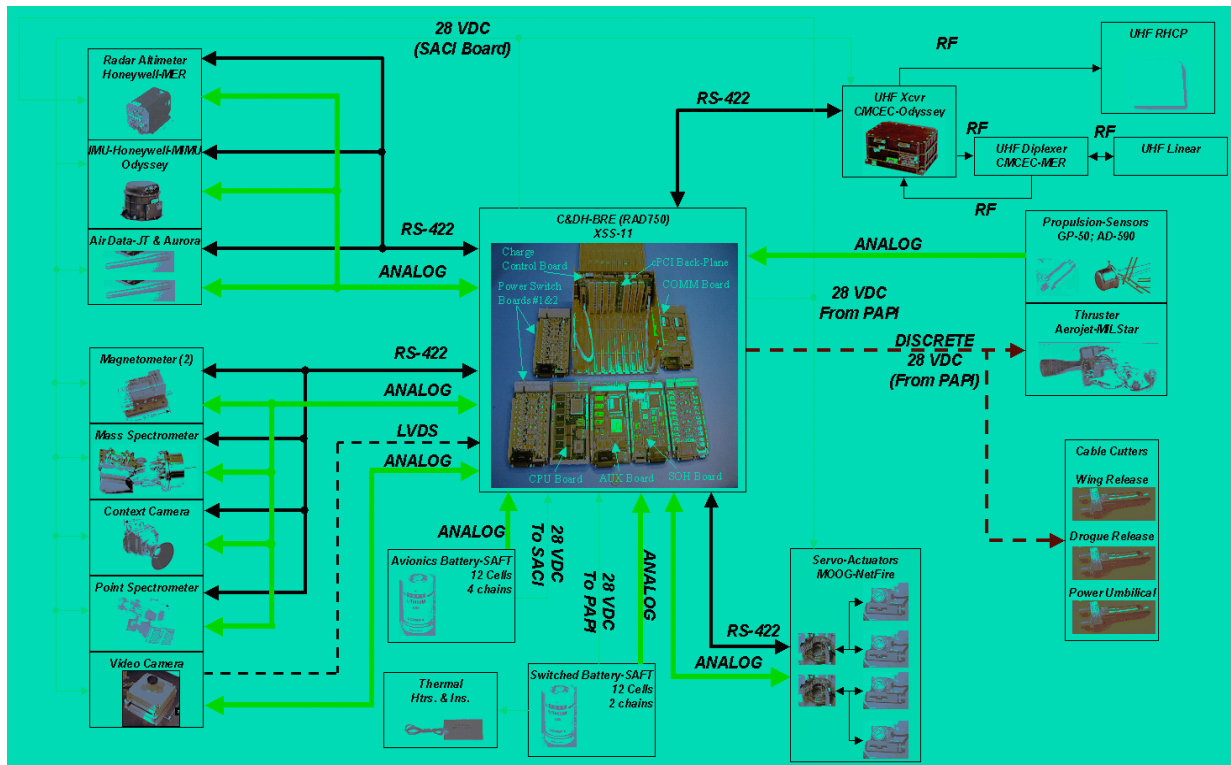 28 VDC
(SACI Board)
Radar Altimeter
Honeywell-MER
IMU-Honeywell-MIMU
Odyssey
Air Data-JT & Aurora
RS-422
ANALOG
RS-422
RF
UHF RHCP
UHF Xcvr
CMCEC-Odyssey
RF
UHF Diplexer
CMCEC-MER
RF
UHF Linear
RF
C&DH-BRE (RAD750)
XSS-11
Charge
Control Board
cPCI Back-Plane
Power Switch
Boards #1&2
COMM Board
CPU Board
AUX Board
SOH Board
ANALOG
Propulsion-Sensors
GP-50; AD-590
28 VDC
From PAPI
Thruster
Aerojet-MILStar
DISCRETE
28 VDC
(From PAPI)
Magnetometer (2)
RS-422
ANALOG
Mass Spectrometer
LVDS
ANALOG
Context Camera
Point Spectrometer
Video Camera
Cable Cutters
Wing Release
Drogue Release
Power Umbilical
ANALOG
28 VDC
To SACI
28 VDC
To PAPI
ANALOG
Avionics Battery-SAFT
12 Cells
4 chains
Servo-Actuators
MOOG-NetFire
RS-422
ANALOG
Thermal
Htrs. & Ins.
Switched Battery-SAFT
12 Cells
2 chains